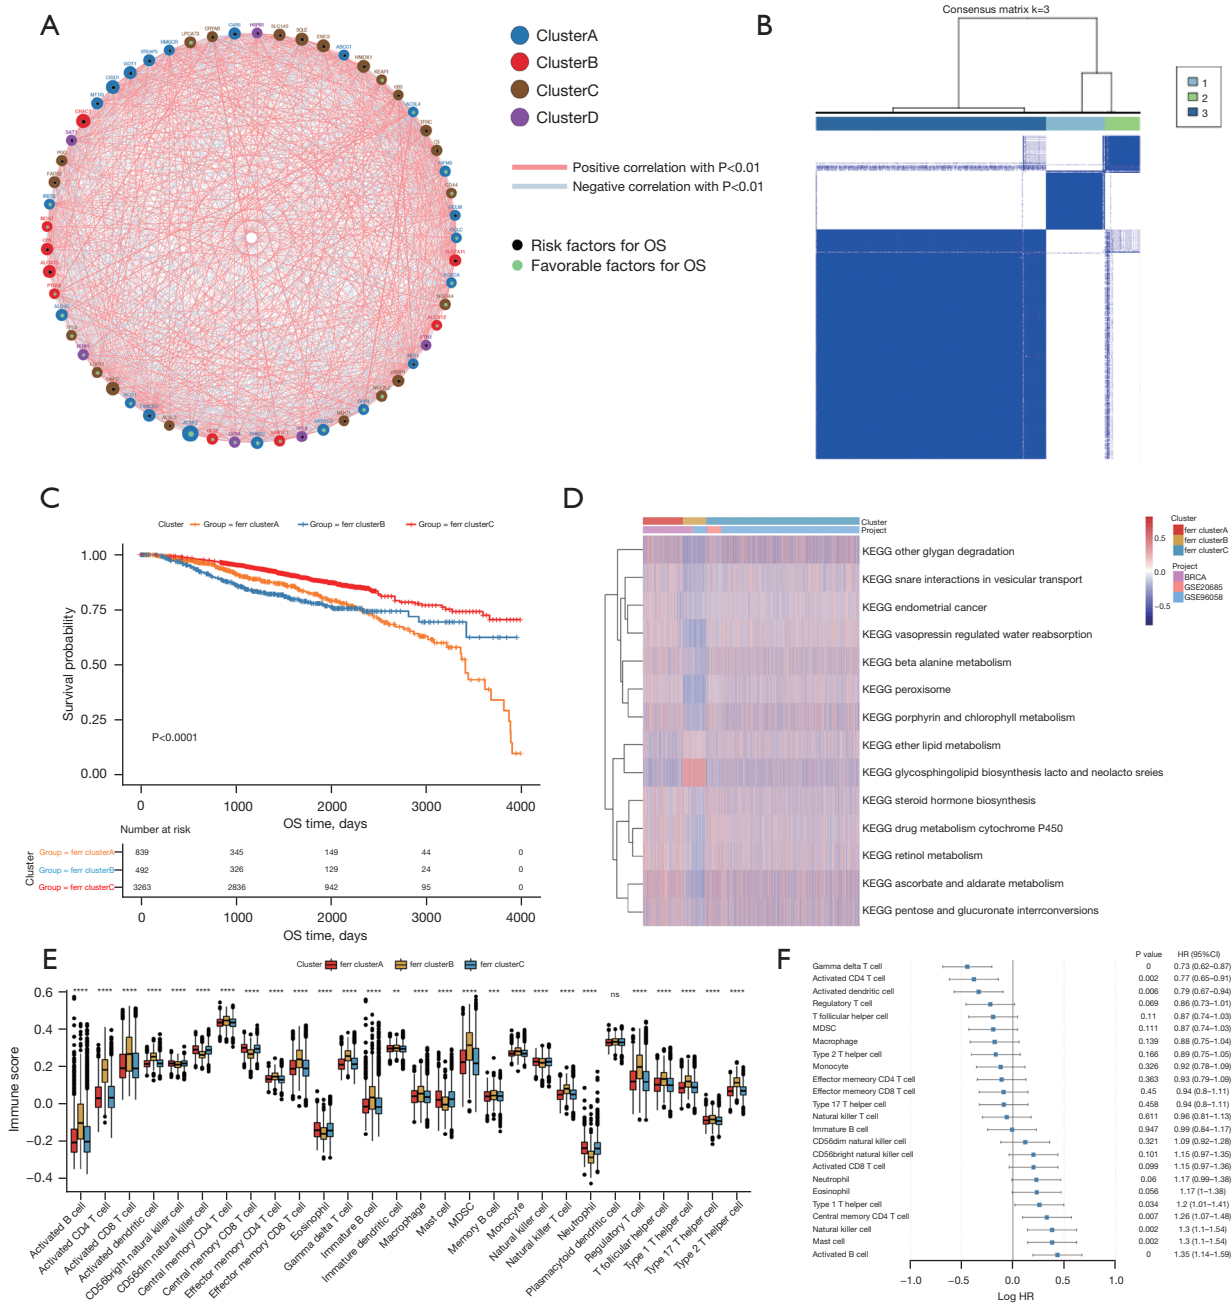 A
ClusterA
ClusterB
ClusterC
ClusterD
Positive correlation with P<0.01
Negative correlation with P<0.01
Risk factors for OS
Favorable factors for OS
B
Consensus matrix k=3
1
2
3
C
Cluster
Group = ferr clusterA
Group = ferr clusterB
Group = ferr clusterC
Survival probability
1.00
0.75
0.50
0.25
0.00
P<0.0001
0 1000 2000 3000 4000
OS time, days
Number at risk
Cluster
Group = ferr clusterA 839 345 149 44 0
Group = ferr clusterB 492 326 129 24 0
Group = ferr clusterC 3263 2836 942 95 0
0 1000 2000 3000 4000
OS time, days
D
Cluster
Project
KEGG other glygan degradation
KEGG snare interactions in vesicular transport
KEGG endometrial cancer
KEGG vasopressin regulated water reabsorption
KEGG beta alanine metabolism
KEGG peroxisome
KEGG porphyrin and chlorophyll metabolism
KEGG ether lipid metabolism
KEGG glycosphingolipid biosynthesis lacto and neolacto sreies
KEGG steroid hormone biosynthesis
KEGG drug metabolism cytochrome P450
KEGG retinol metabolism
KEGG ascorbate and aldarate metabolism
KEGG pentose and glucuronate interrconversions
0.5
0.0
−0.5
Cluster
ferr clusterA
ferr clusterB
ferr clusterC
Project
BRCA
GSE20685
GSE96058
E
Cluster ferr clusterA ferr clusterB ferr clusterC
Immune score
0.6
0.4
0.2
0.0
−0.2
−0.4
**** **** **** **** **** **** **** **** **** **** **** **** **** ** **** **** **** *** *** **** **** **** ns **** **** **** **** ****
Activated B cell
Activated CD4 T cell
Activated CD8 T cell
Activated dendritic cell
CD56bright natural killer cell
CD56dim natural killer cell
Central memory CD4 T cell
Central memory CD8 T cell
Effector memory CD4 T cell
Effector memory CD8 T cell
Eosinophil
Gamma delta T cell
Immature B cell
Immature dendritic cell
Macrophage
Mast cell
MDSC
Memory B cell
Monocyte
Natural killer cell
Natural killer T cell
Neutrophil
Plasmacytoid dendritic cell
Regulatory T cell
T follicular helper cell
Type 1 T helper cell
Type 17 T helper cell
Type 2 T helper cell
F
P value HR (95%CI)
Gamma delta T cell 0 0.73 (0.62−0.87)
Activated CD4 T cell 0.002 0.77 (0.65−0.91)
Activated dendritic cell 0.006 0.79 (0.67−0.94)
Regulatory T cell 0.069 0.86 (0.73−1.01)
T follicular helper cell 0.11 0.87 (0.74−1.03)
MDSC 0.111 0.87 (0.74−1.03)
Macrophage 0.139 0.88 (0.75−1.04)
Type 2 T helper cell 0.166 0.89 (0.75−1.05)
Monocyte 0.326 0.92 (0.78−1.09)
Effector memeory CD4 T cell 0.363 0.93 (0.79−1.09)
Effector memeory CD8 T cell 0.45 0.94 (0.8−1.11)
Type 17 T helper cell 0.458 0.94 (0.8−1.11)
Natural killer T cell 0.611 0.96 (0.81−1.13)
Immature B cell 0.947 0.99 (0.84−1.17)
CD56dim natural killer cell 0.321 1.09 (0.92−1.28)
CD56bright natural killer cell 0.101 1.15 (0.97−1.35)
Activated CD8 T cell 0.099 1.15 (0.97−1.36)
Neutrophil 0.06 1.17 (0.99−1.38)
Eosinophil 0.056 1.17 (1−1.38)
Type 1 T helper cell 0.034 1.2 (1.01−1.41)
Central memory CD4 T cell 0.007 1.26 (1.07−1.48)
Natural killer cell 0.002 1.3 (1.1−1.54)
Mast cell 0.002 1.3 (1.1−1.54)
Activated B cell 0 1.35 (1.14−1.59)
−1.0 −0.5 0.0 0.5 1.0
Log HR